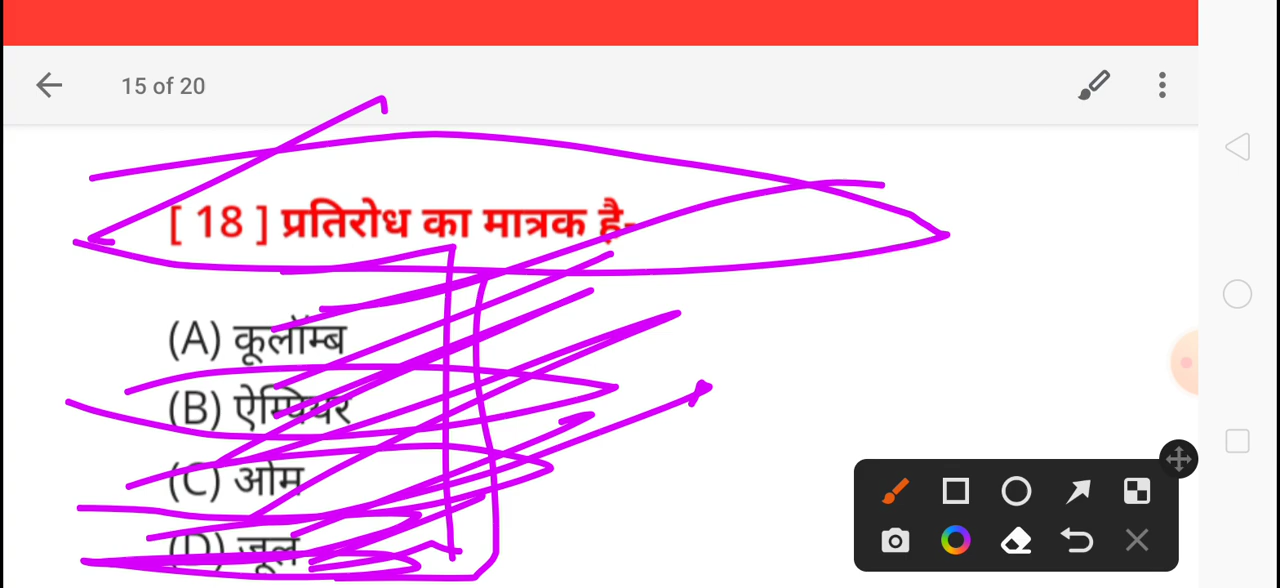 15 of 20
[ 18 ] प्रतिरोध का मात्रक है-
(A) कूलॉम्ब
(B) ऐम्पियर
(C) ओम
(D) जूल